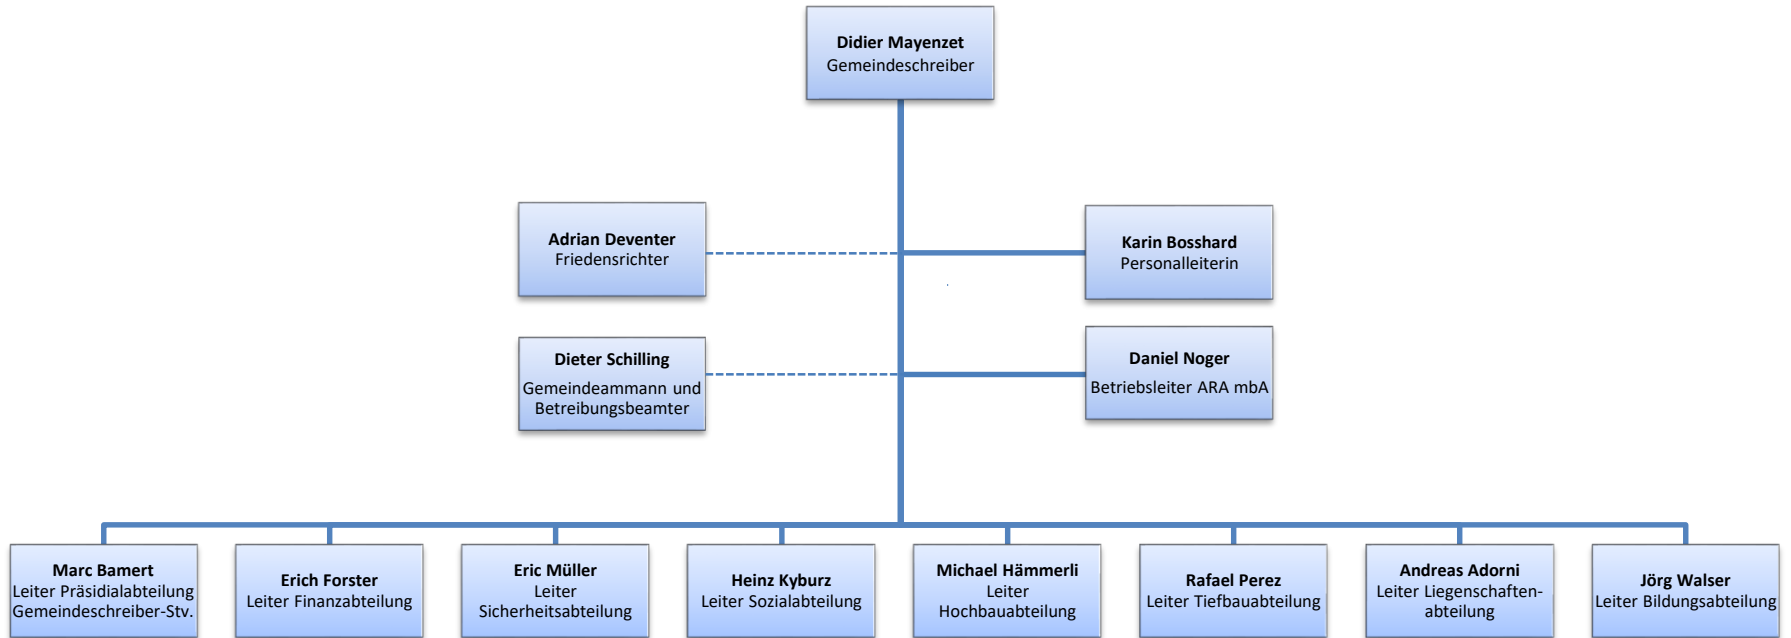 Didier Mayenzet
Gemeindeschreiber
Adrian Deventer
Friedensrichter
Karin Bosshard
Personalleiterin
Dieter Schilling
Gemeindeammann und
Betreibungsbeamter
Daniel Noger
Betriebsleiter ARA mbA
Marc Bamert
Leiter Präsidialabteilung
Gemeindeschreiber-Stv.
Erich Forster
Leiter Finanzabteilung
Eric Müller
Leiter
Sicherheitsabteilung
Heinz Kyburz
Leiter Sozialabteilung
Michael Hämmerli
Leiter
Hochbauabteilung
Rafael Perez
Leiter Tiefbauabteilung
Andreas Adorni
Leiter Liegenschaften-
abteilung
Jörg Walser
Leiter Bildungsabteilung